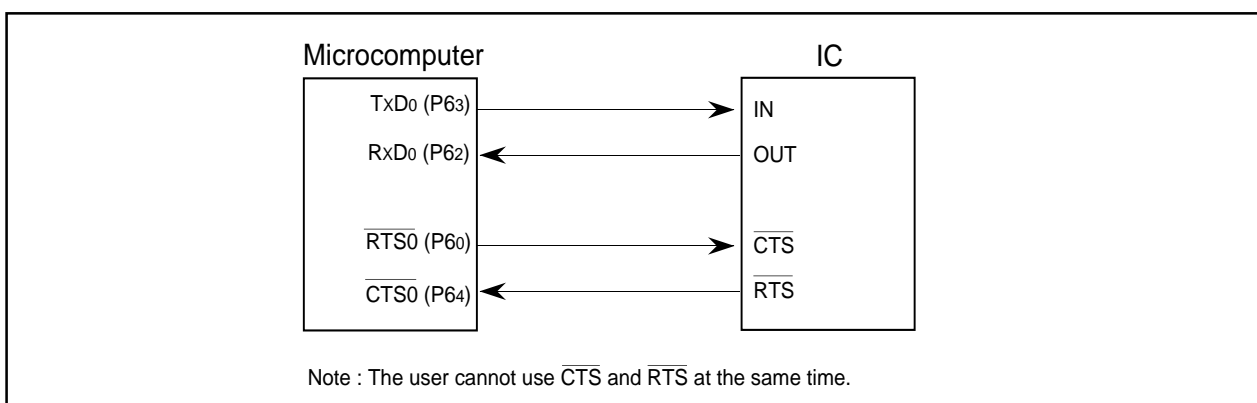 Microcomputer IC
TxD0 (P63) IN
RxD0 (P62) OUT
RTS0 (P60) CTS
CTS0 (P64) RTS
Note : The user cannot use CTS and RTS at the same time.